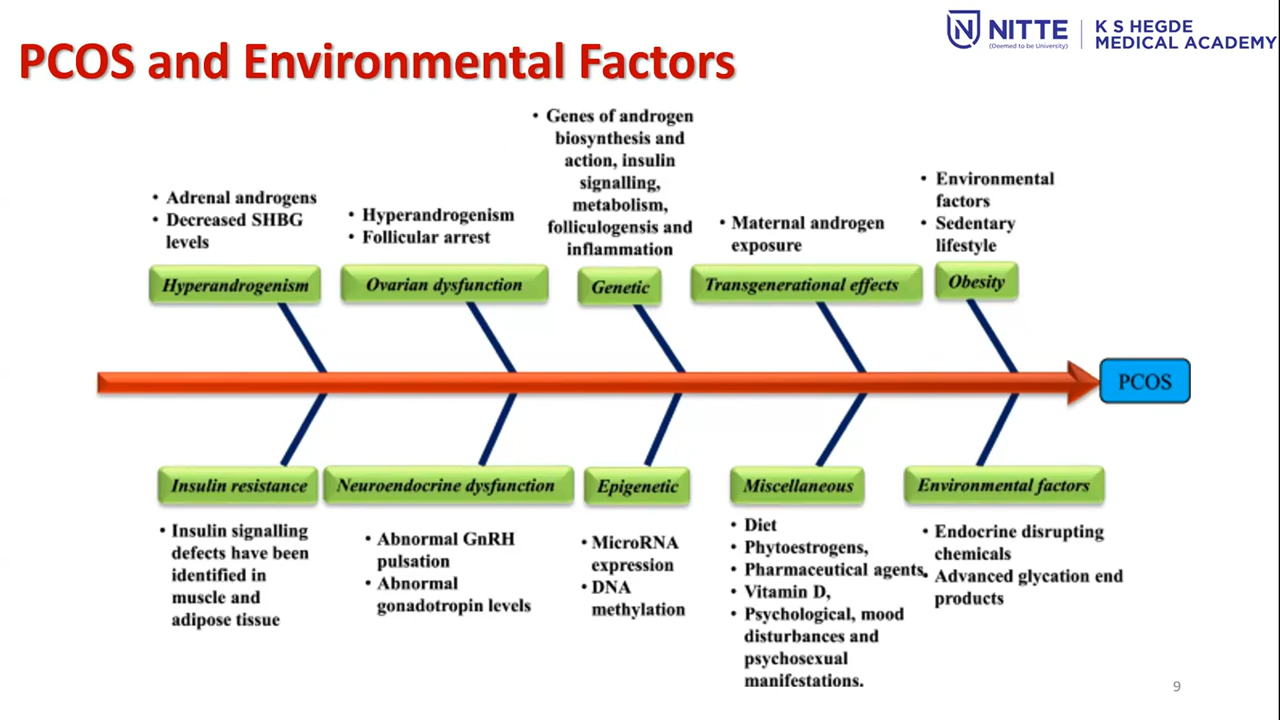 NITTE
(Deemed to be University)
K S HEGDE
MEDICAL ACADEMY
PCOS and Environmental Factors
• Adrenal androgens
• Decreased SHBG
levels
Hyperandrogenism
• Hyperandrogenism
• Follicular arrest
Ovarian dysfunction
• Genes of androgen
biosynthesis and
action, insulin
signalling,
metabolism,
folliculogensis and
inflammation
Genetic
• Maternal androgen
exposure
Transgenerational effects
• Environmental
factors
• Sedentary
lifestyle
Obesity
PCOS
Insulin resistance
• Insulin signalling
defects have been
identified in
muscle and
adipose tissue
Neuroendocrine dysfunction
• Abnormal GnRH
pulsation
• Abnormal
gonadotropin levels
Epigenetic
• MicroRNA
expression
• DNA
methylation
Miscellaneous
• Diet
• Phytoestrogens,
• Pharmaceutical agents,
• Vitamin D,
• Psychological, mood
disturbances and
psychosexual
manifestations.
Environmental factors
• Endocrine disrupting
chemicals
• Advanced glycation end
products
9